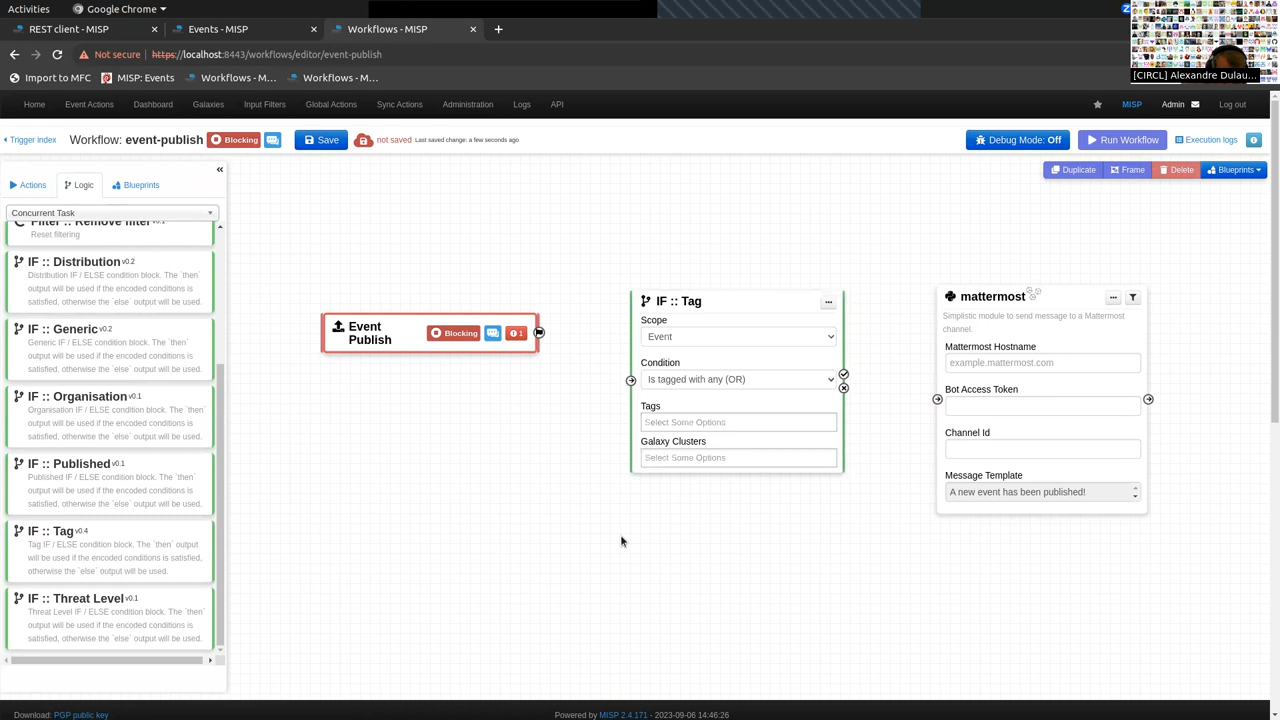 Activities
Google Chrome
REST client - MISP
Events - MISP
Workflows - MISP
https://localhost:8443/workflows/editor/event-publish
[CIRCL] Alexandre Dulau...
Import to MFC
MISP: Events
Workflows - M...
Workflows - M...
Home
Event Actions
Dashboard
Galaxies
Input Filters
Global Actions
Sync Actions
Administration
Logs
API
MISP
Admin
Log out
Trigger index
Workflow: event-publish
Blocking
Save
not saved
Last saved change: a few seconds ago
Debug Mode: Off
Run Workflow
Execution logs
Duplicate
Frame
Delete
Blueprints
Actions
Logic
Blueprints
Concurrent Task
Filter :: Remove filter v0.1
Reset filtering
IF :: Distribution v0.2
Distribution IF / ELSE condition block. The `then`
output will be used if the encoded conditions is
satisfied, otherwise the `else` output will be used.
IF :: Generic v0.2
Generic IF / ELSE condition block. The `then`
output will be used if the encoded conditions is
satisfied, otherwise the `else` output will be used.
IF :: Organisation v0.1
Organisation IF / ELSE condition block. The `then`
output will be used if the encoded conditions is
satisfied, otherwise the `else` output will be used.
IF :: Published v0.1
Published IF / ELSE condition block. The `then`
output will be used if the encoded conditions is
satisfied, otherwise the `else` output will be used.
IF :: Tag v0.4
Tag IF / ELSE condition block. The `then` output
will be used if the encoded conditions is satisfied,
otherwise the `else` output will be used.
IF :: Threat Level v0.1
Threat Level IF / ELSE condition block. The `then`
output will be used if the encoded conditions is
satisfied, otherwise the `else` output will be used.
Event
Publish
Blocking
1
IF :: Tag
Scope
Event
Condition
Is tagged with any (OR)
Tags
Select Some Options
Galaxy Clusters
Select Some Options
mattermost
Simplistic module to send message to a Mattermost
channel.
Mattermost Hostname
example.mattermost.com
Bot Access Token
Channel Id
Message Template
A new event has been published!
Download: PGP public key
Powered by MISP 2.4.171 - 2023-09-06 14:46:26